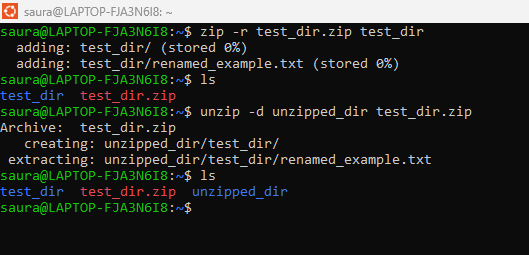 saura@LAPTOP-FJA3N6I8: ~
saura@LAPTOP-FJA3N6I8:~$ zip -r test_dir.zip test_dir
  adding: test_dir/ (stored 0%)
  adding: test_dir/renamed_example.txt (stored 0%)
saura@LAPTOP-FJA3N6I8:~$ ls
test_dir  test_dir.zip
saura@LAPTOP-FJA3N6I8:~$ unzip -d unzipped_dir test_dir.zip
Archive:  test_dir.zip
   creating: unzipped_dir/test_dir/
 extracting: unzipped_dir/test_dir/renamed_example.txt
saura@LAPTOP-FJA3N6I8:~$ ls
test_dir  test_dir.zip  unzipped_dir
saura@LAPTOP-FJA3N6I8:~$